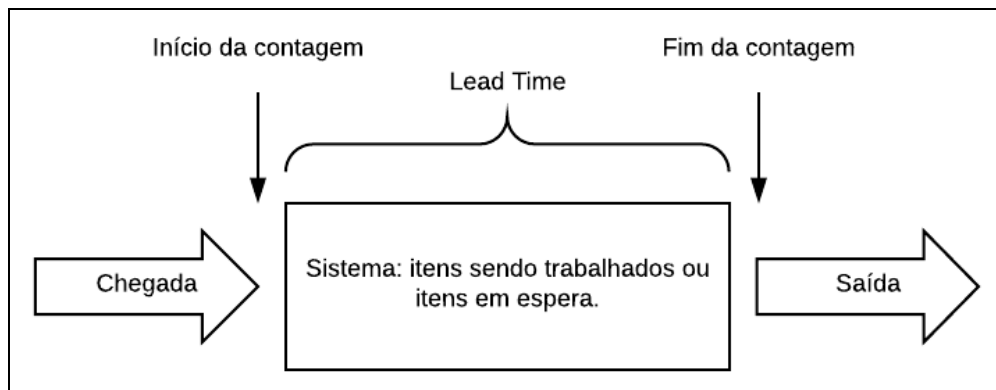 Início da contagem
Fim da contagem
Lead Time
Chegada
Sistema: itens sendo trabalhados ou
itens em espera.
Saída